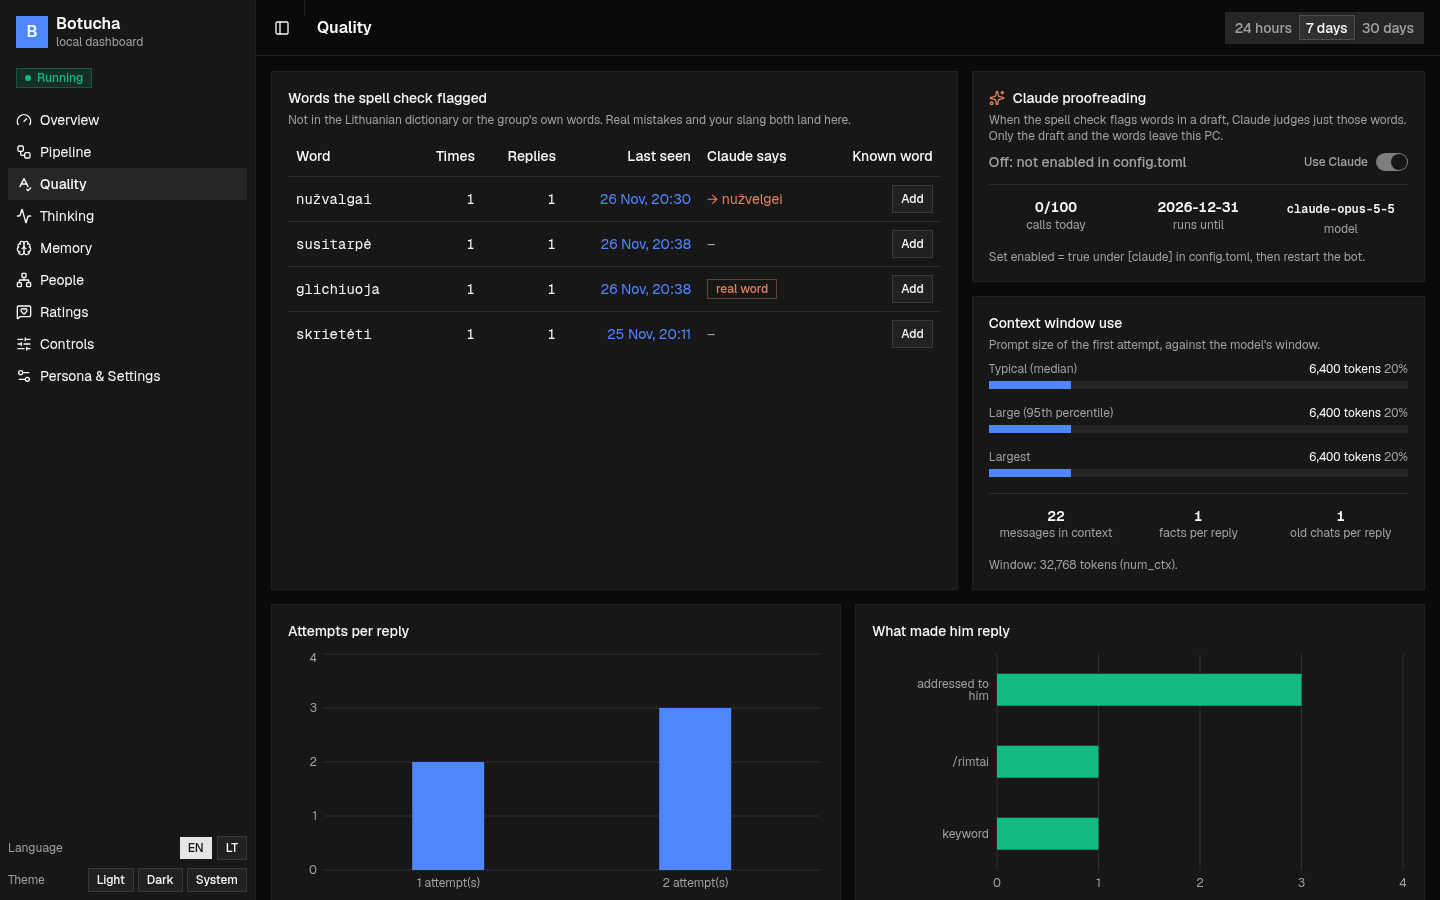 B
Botucha
local dashboard
Running
Overview
Pipeline
Quality
Thinking
Memory
People
Ratings
Controls
Persona & Settings
Language
EN
LT
Theme
Light
Dark
System
Quality
24 hours
7 days
30 days
Words the spell check flagged
Not in the Lithuanian dictionary or the group's own words. Real mistakes and your slang both land here.
Word Times Replies Last seen Claude says Known word
nužvalgai 1 1 26 Nov, 20:30 → nužvelgei Add
susitarpė 1 1 26 Nov, 20:38 – Add
glichiuoja 1 1 26 Nov, 20:38 real word Add
skrietėti 1 1 25 Nov, 20:11 – Add
Claude proofreading
When the spell check flags words in a draft, Claude judges just those words.
Only the draft and the words leave this PC.
Off: not enabled in config.toml
Use Claude
0/100 2026-12-31 claude-opus-5-5
calls today runs until model
Set enabled = true under [claude] in config.toml, then restart the bot.
Context window use
Prompt size of the first attempt, against the model's window.
Typical (median) 6,400 tokens 20%
Large (95th percentile) 6,400 tokens 20%
Largest 6,400 tokens 20%
22 1 1
messages in context facts per reply old chats per reply
Window: 32,768 tokens (num_ctx).
Attempts per reply
4
3
2
1
0
1 attempt(s) 2 attempt(s)
What made him reply
addressed to
him
/rimtai
keyword
0 1 2 3 4